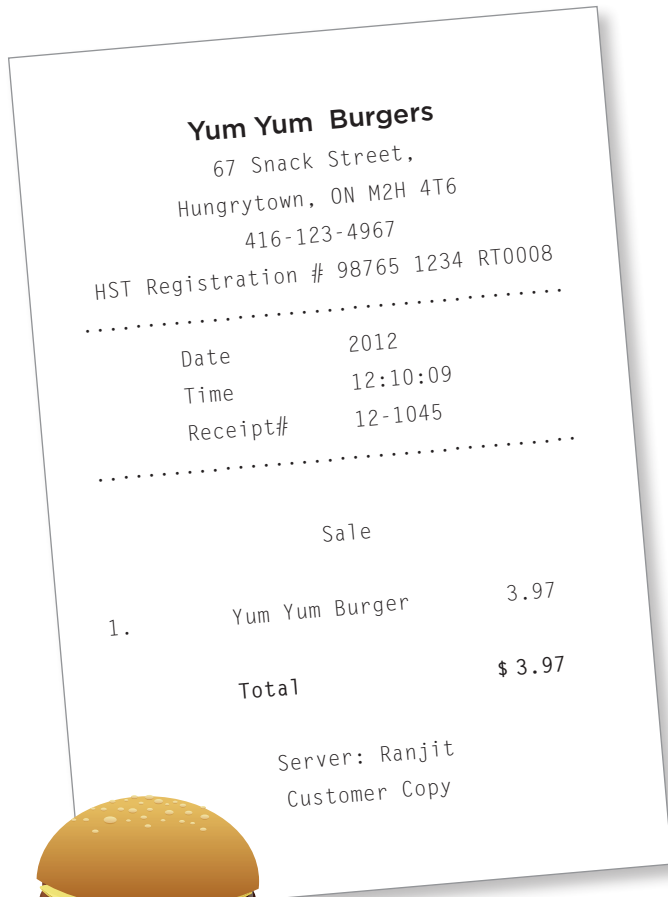 Yum Yum Burgers
67 Snack Street,
Hungrytown, ON M2H 4T6
416-123-4967
HST Registration # 98765 1234 RT0008
Date 2012
Time 12:10:09
Receipt# 12-1045
Sale
1. Yum Yum Burger 3.97
Total $3.97
Server: Ranjit
Customer Copy